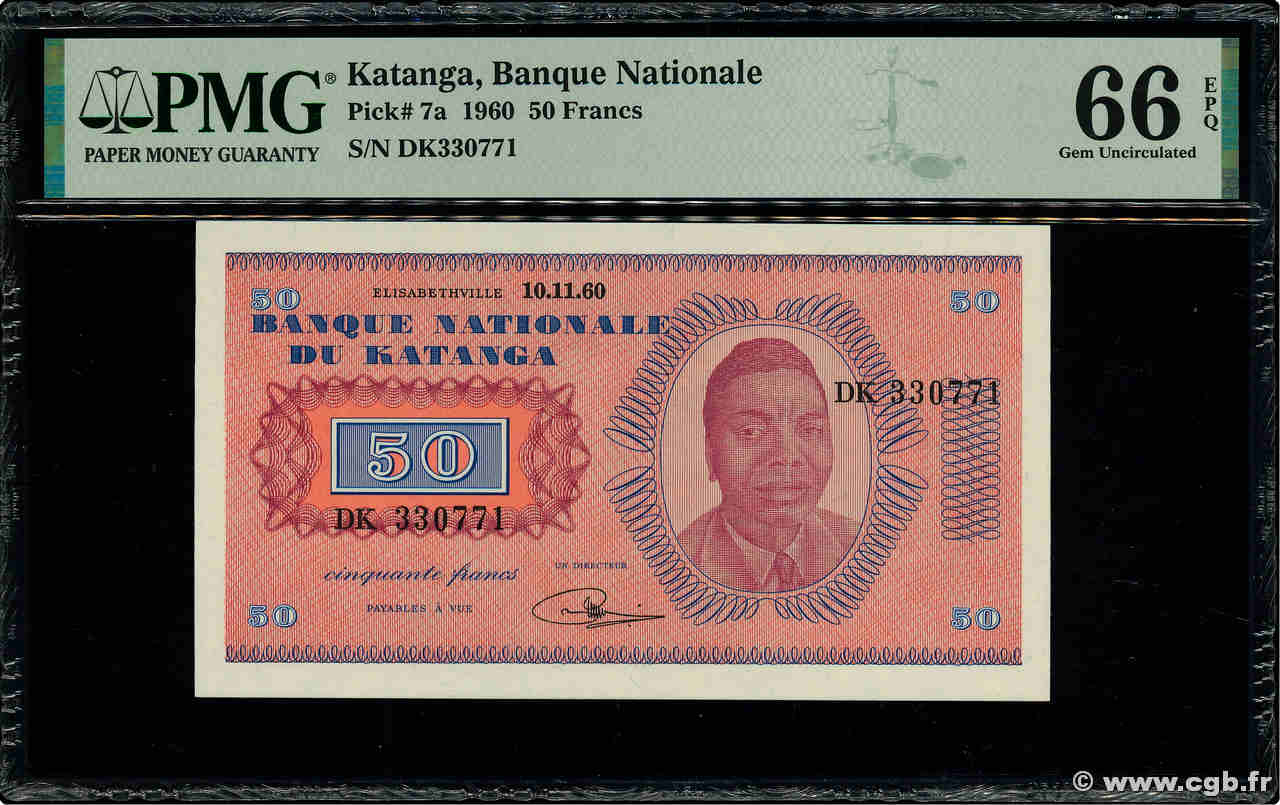 PMG®
PAPER MONEY GUARANTY
Katanga, Banque Nationale
Pick# 7a 1960 50 Francs
S/N DK330771
66 EPQ
Gem Uncirculated
50 ELISABETHVILLE 10.11.60 50
BANQUE NATIONALE
DU KATANGA
DK 330771
50
DK 330771
cinquante francs
UN DIRECTEUR
PAYABLES À VUE
50 50
© www.cgb.fr